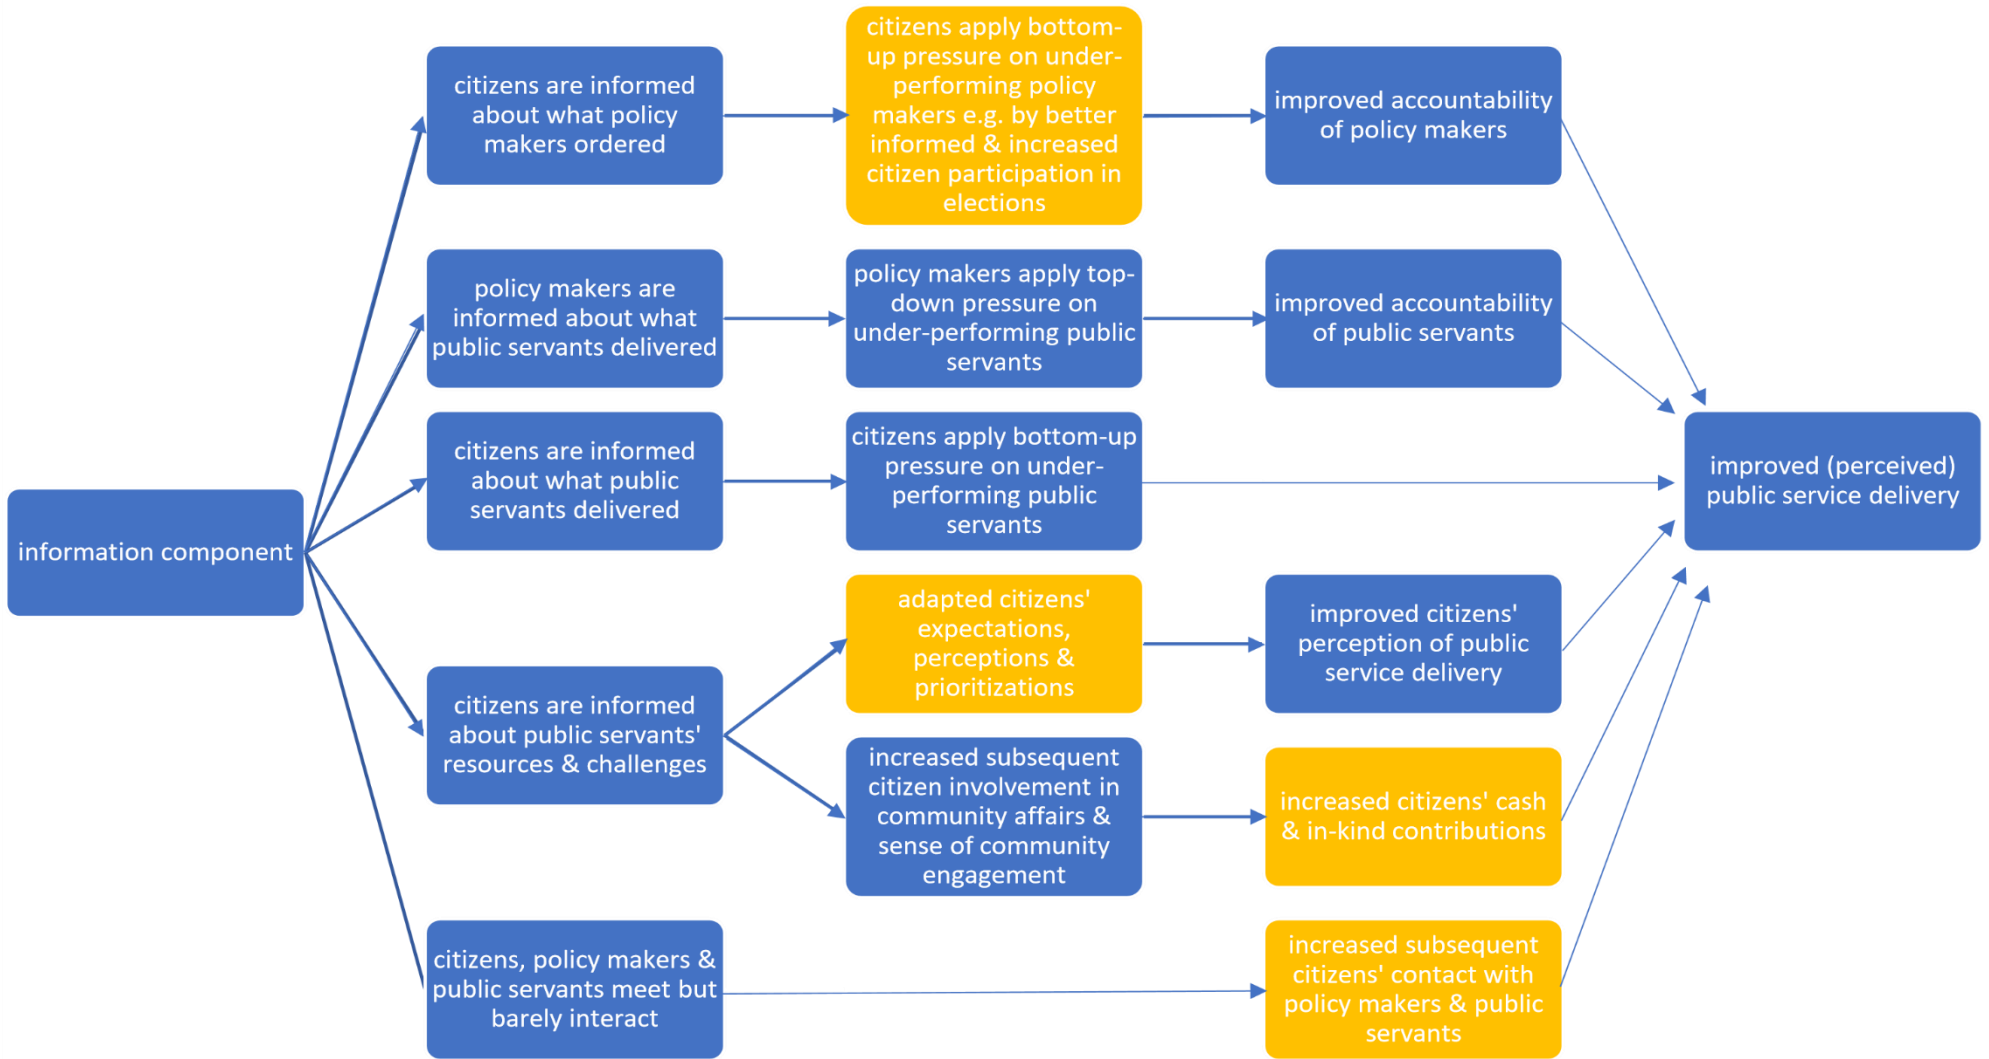 information component
citizens are informed
about what policy
makers ordered
citizens apply bottom-
up pressure on under-
performing policy
makers e.g. by better
informed & increased
citizen participation in
elections
improved accountability
of policy makers
policy makers are
informed about what
public servants delivered
policy makers apply top-
down pressure on
under-performing public
servants
improved accountability
of public servants
citizens are informed
about what public
servants delivered
citizens apply bottom-up
pressure on under-
performing public
servants
citizens are informed
about public servants'
resources & challenges
adapted citizens'
expectations,
perceptions &
prioritizations
improved citizens'
perception of public
service delivery
increased subsequent
citizen involvement in
community affairs &
sense of community
engagement
increased citizens' cash
& in-kind contributions
citizens, policy makers &
public servants meet but
barely interact
increased subsequent
citizens' contact with
policy makers & public
servants
improved (perceived)
public service delivery